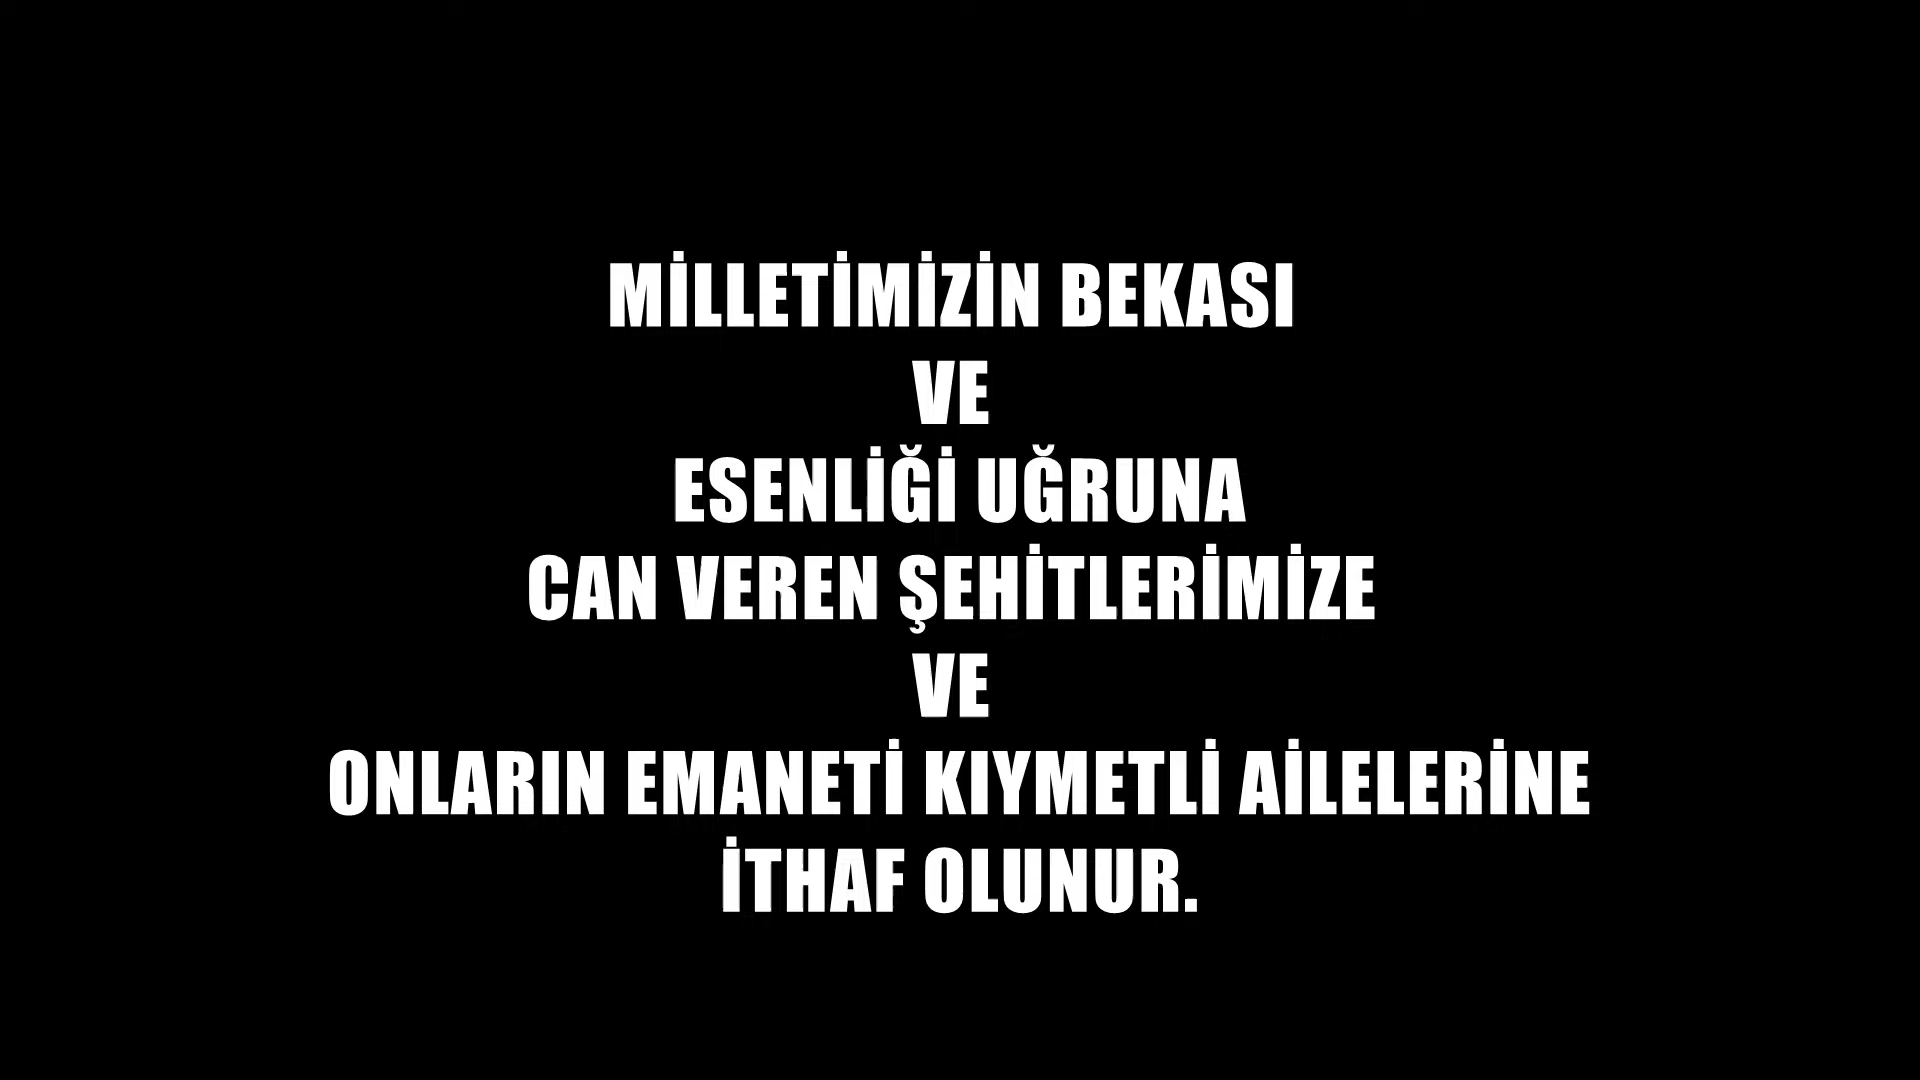 MİLLETİMİZİN BEKASI
VE
ESENLİĞİ UĞRUNA
CAN VEREN ŞEHİTLERİMİZE
VE
ONLARIN EMANETİ KIYMETLİ AİLELERİNE
İTHAF OLUNUR.